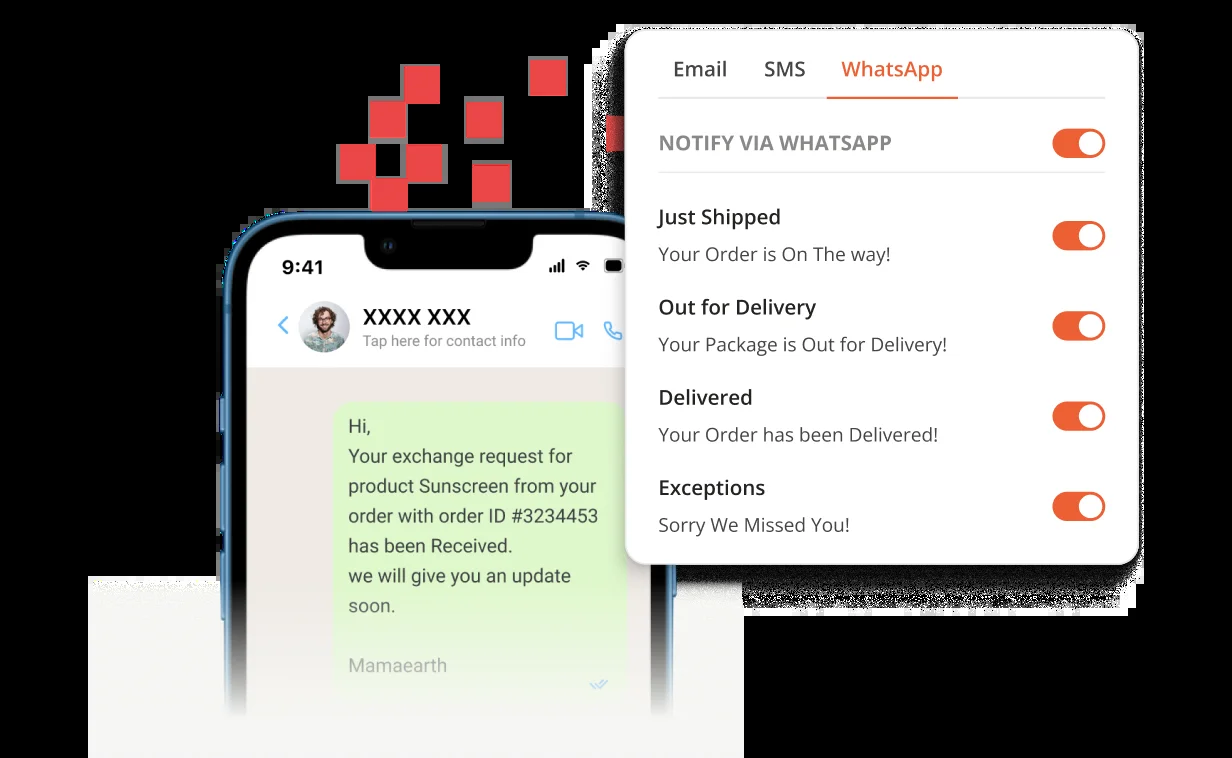 Email SMS WhatsApp
NOTIFY VIA WHATSAPP
Just Shipped
Your Order is On The way!
Out for Delivery
Your Package is Out for Delivery!
Delivered
Your Order has been Delivered!
Exceptions
Sorry We Missed You!
9:41
XXXX XXX
Tap here for contact info
Hi,
Your exchange request for
product Sunscreen from your
order with order ID #3234453
has been Received.
we will give you an update
soon.
Mamaearth